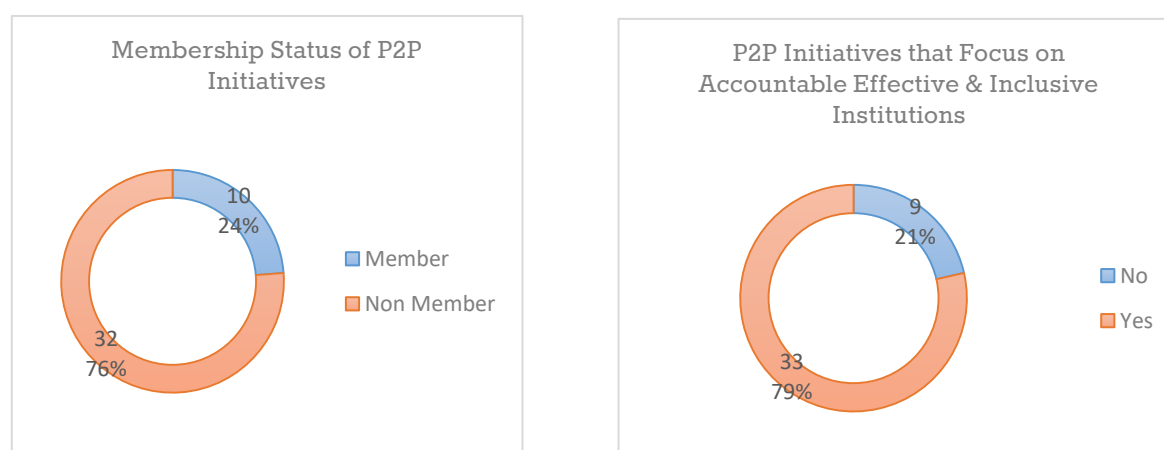 Membership Status of P2P
Initiatives
10
24%
32
76%
Member
Non Member
P2P Initiatives that Focus on
Accountable Effective & Inclusive
Institutions
9
21%
33
79%
No
Yes